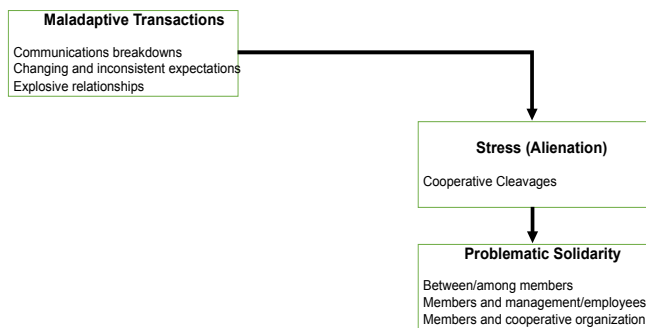 Maladaptive Transactions
Communications breakdowns
Changing and inconsistent expectations
Explosive relationships
Stress (Alienation)
Cooperative Cleavages
Problematic Solidarity
Between/among members
Members and management/employees
Members and cooperative organization